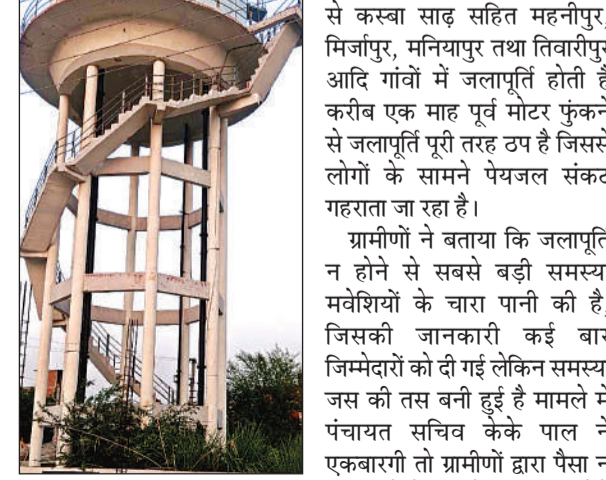 से कस्बा साढ़ सहित महनीपुर,
मिर्जापुर, मनियापुर तथा तिवारीपुर
आदि गांवों में जलापूर्ति होती है
करीब एक माह पूर्व मोटर फुंकने
से जलापूर्ति पूरी तरह ठप है जिससे
लोगों के सामने पेयजल संकट
गहराता जा रहा है।
ग्रामीणों ने बताया कि जलापूर्ति
न होने से सबसे बड़ी समस्या
मवेशियों के चारा पानी की है,
जिसकी जानकारी कई बार
जिम्मेदारों को दी गई लेकिन समस्या
जस की तस बनी हुई है मामले में
पंचायत सचिव केके पाल ने
एकबारगी तो ग्रामीणों द्वारा पैसा न